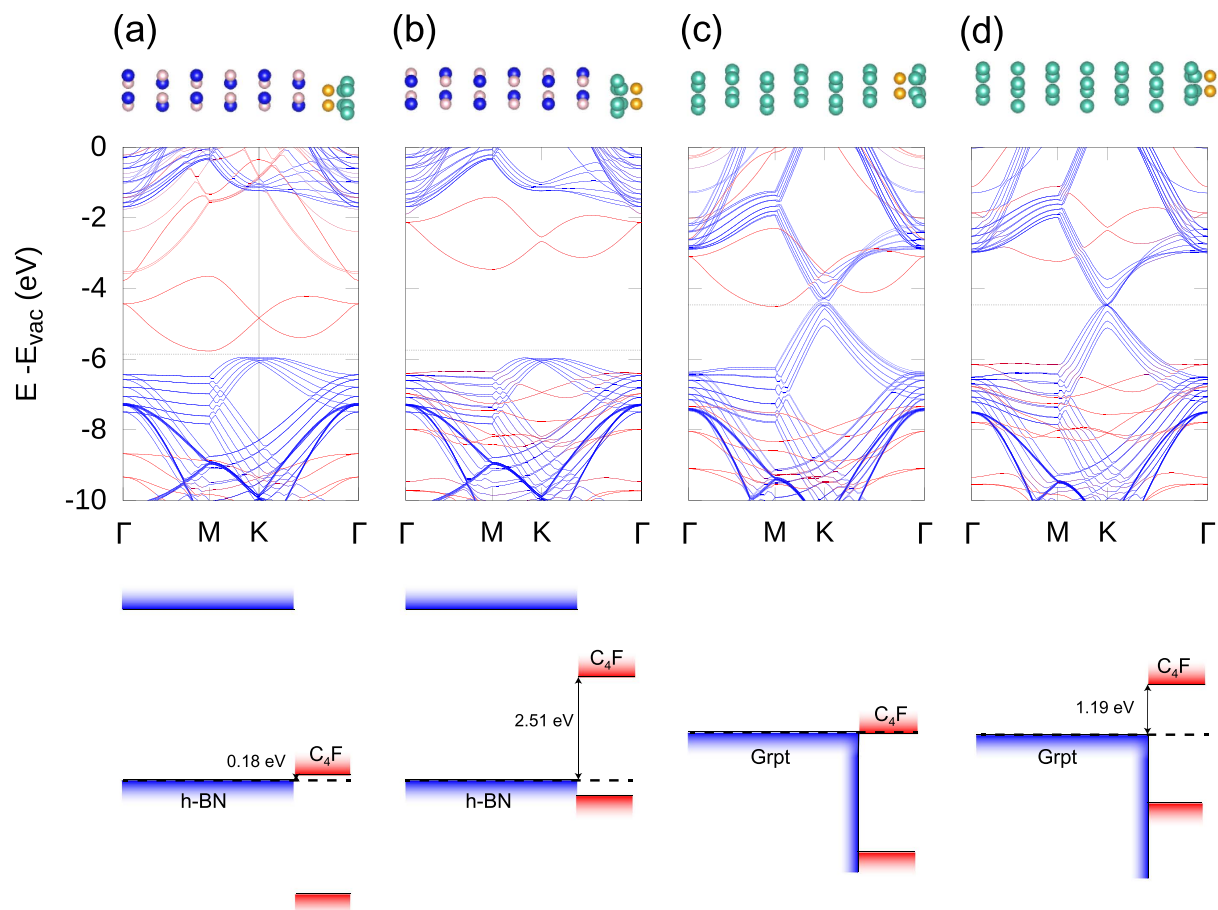 (a) (b) (c) (d)
E -Evac (eV)
0
-2
-4
-6
-8
-10
Γ M K Γ Γ M K Γ Γ M K Γ Γ M K Γ
C4F C4F
2.51 eV 1.19 eV
C4F
0.18 eV C4F
Grpt Grpt
h-BN h-BN